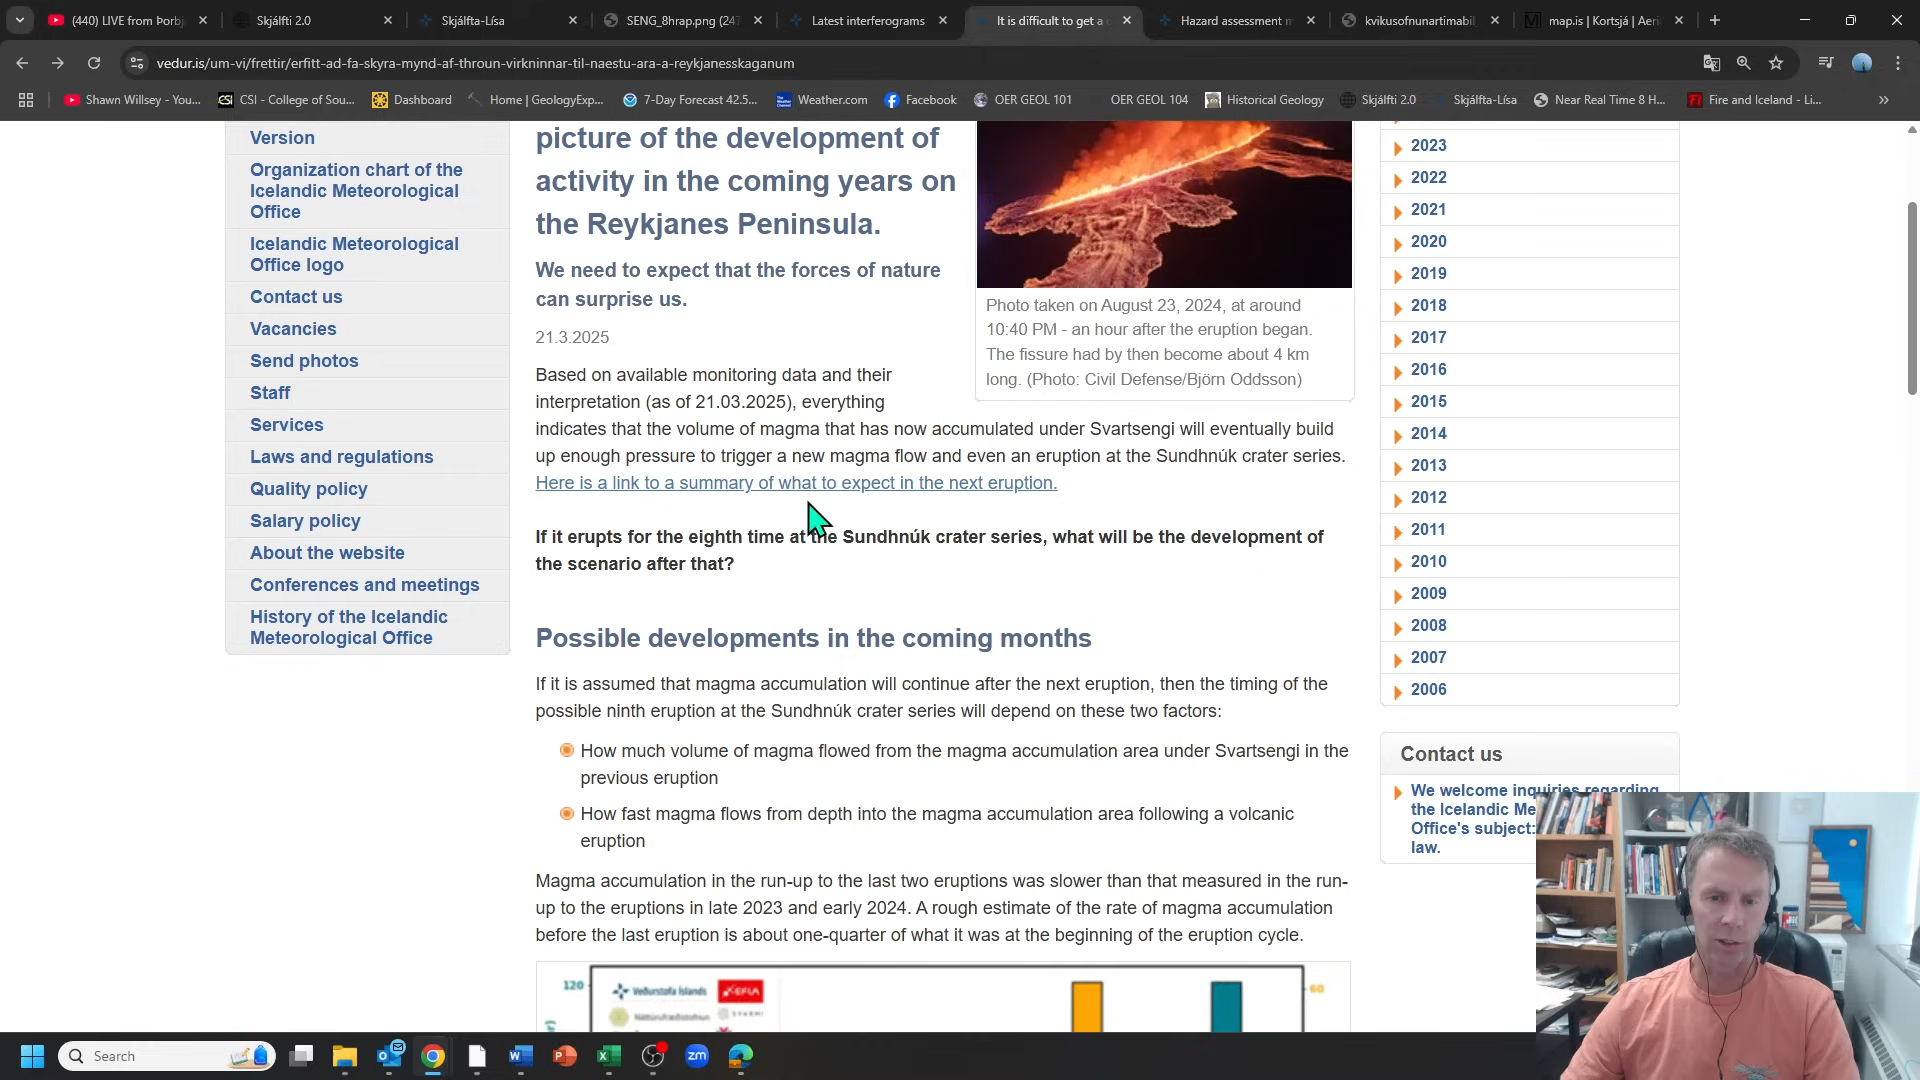 (440) LIVE from Þorbj
Skjálfti 2.0
Skjálfta-Lísa
SENG_8hrap.png (247
Latest interferograms
It is difficult to get a c
Hazard assessment m
kvikusofnunartimabil
map.is | Kortsjá | Aeri
vedur.is/um-vi/frettir/erfitt-ad-fa-skyra-mynd-af-throun-virkninnar-til-naestu-ara-a-reykjanesskaganum
Shawn Willsey - You...
CSI - College of Sou...
Dashboard
Home | GeologyExp...
7-Day Forecast 42.5...
Weather.com
Facebook
OER GEOL 101
OER GEOL 104
Historical Geology
Skjálfti 2.0
Skjálfta-Lísa
Near Real Time 8 H...
Fire and Iceland - Li...
Version
Organization chart of the
Icelandic Meteorological
Office
Icelandic Meteorological
Office logo
Contact us
Vacancies
Send photos
Staff
Services
Laws and regulations
Quality policy
Salary policy
About the website
Conferences and meetings
History of the Icelandic
Meteorological Office
picture of the development of
activity in the coming years on
the Reykjanes Peninsula.
We need to expect that the forces of nature
can surprise us.
21.3.2025
Photo taken on August 23, 2024, at around
10:40 PM - an hour after the eruption began.
The fissure had by then become about 4 km
long. (Photo: Civil Defense/Björn Oddsson)
Based on available monitoring data and their
interpretation (as of 21.03.2025), everything
indicates that the volume of magma that has now accumulated under Svartsengi will eventually build
up enough pressure to trigger a new magma flow and even an eruption at the Sundhnúk crater series.
Here is a link to a summary of what to expect in the next eruption.
If it erupts for the eighth time at the Sundhnúk crater series, what will be the development of
the scenario after that?
Possible developments in the coming months
If it is assumed that magma accumulation will continue after the next eruption, then the timing of the
possible ninth eruption at the Sundhnúk crater series will depend on these two factors:
How much volume of magma flowed from the magma accumulation area under Svartsengi in the
previous eruption
How fast magma flows from depth into the magma accumulation area following a volcanic
eruption
Magma accumulation in the run-up to the last two eruptions was slower than that measured in the run-
up to the eruptions in late 2023 and early 2024. A rough estimate of the rate of magma accumulation
before the last eruption is about one-quarter of what it was at the beginning of the eruption cycle.
120
Veðurstofa Íslands
EFLA
Náttúrufræðistofnun
SVARMI
60
2023
2022
2021
2020
2019
2018
2017
2016
2015
2014
2013
2012
2011
2010
2009
2008
2007
2006
Contact us
We welcome inquiries regarding
the Icelandic Me
Office's subject:
law.
Search
zm